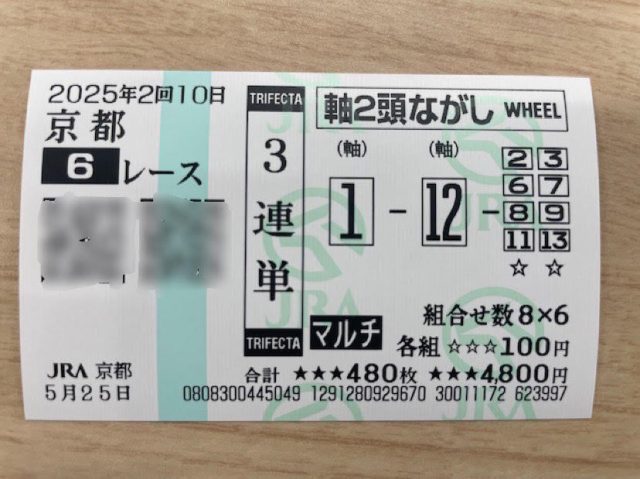 2025年2回10日
京都
6レース
JRA 京都
5月25日
TRIFECTA
3連単
TRIFECTA
軸2頭ながし WHEEL
(軸) (軸)
1 - 12 - 2 3
6 7
8 9
11 13
☆ ☆
マルチ
組合せ数8×6
各組 ☆☆☆100円
合計 ★★★480枚 ★★★4,800円
0808300445049 1291280929670 30011172 623997
JRA
JRA
JRA
JRA